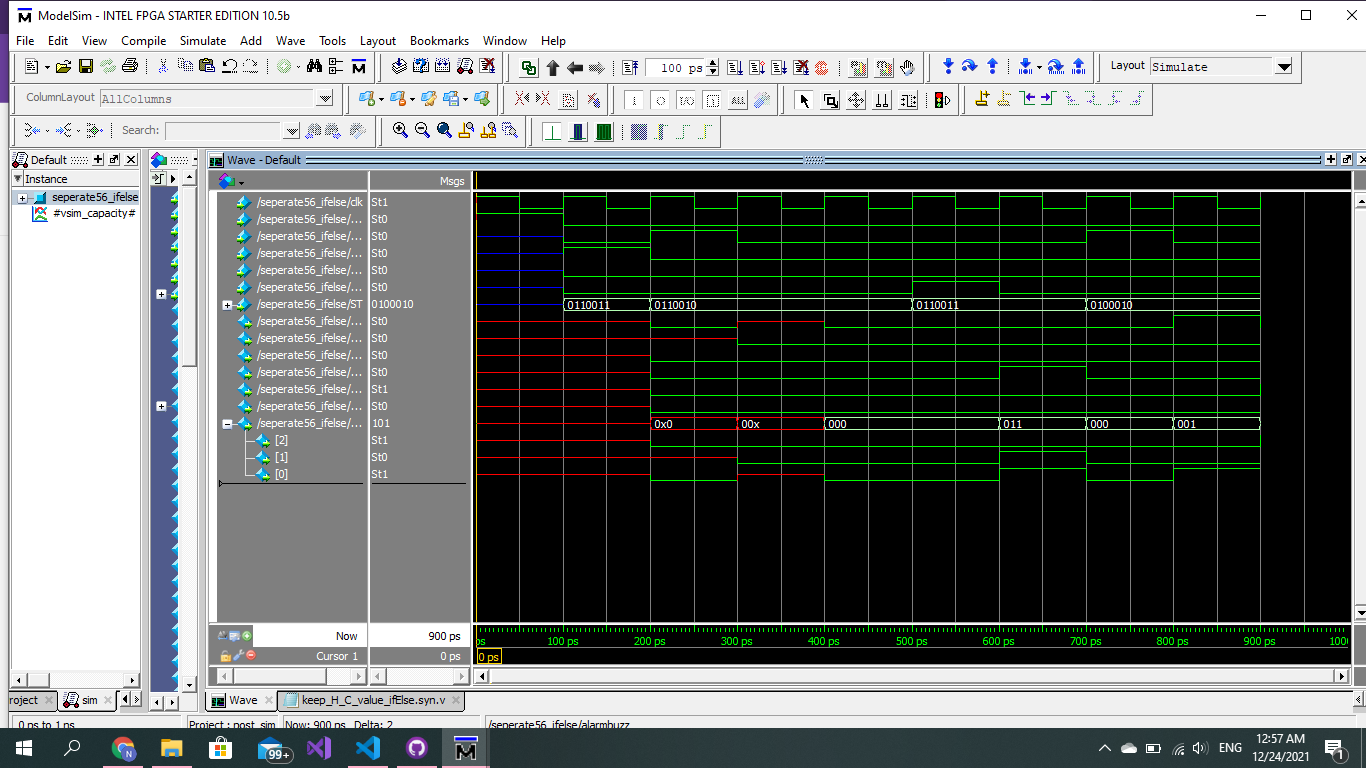 ModelSim - INTEL FPGA STARTER EDITION 10.5b
File Edit View Compile Simulate Add Wave Tools Layout Bookmarks Window Help
100 ps
Layout Simulate
ColumnLayout AllColumns
ALL
Search:
Default
Wave - Default
Instance
seperate56_ifelse
#vsim_capacity#
Msgs
/seperate56_ifelse/clk St1
/seperate56_ifelse/... St0
/seperate56_ifelse/... St0
/seperate56_ifelse/... St0
/seperate56_ifelse/... St0
/seperate56_ifelse/... St0
/seperate56_ifelse/ST 0100010 0110011 0110010 0110011 0100010
/seperate56_ifelse/... St0
/seperate56_ifelse/... St0
/seperate56_ifelse/... St0
/seperate56_ifelse/... St0
/seperate56_ifelse/... St1
/seperate56_ifelse/... St0
/seperate56_ifelse/... 101 0x0 00x 000 011 000 001
[2] St1
[1] St0
[0] St1
Now 900 ps
ps 100 ps 200 ps 300 ps 400 ps 500 ps 600 ps 700 ps 800 ps 900 ps 100
Cursor 1 0 ps
0 ps
roject sim
Wave keep_H_C_value_ifElse.syn.v
0 ps to 1 ns Project : post_sim Now: 900 ps Delta: 2 /seperate56_ifelse/alarmbuzz
N 99+ ENG
12:57 AM
12/24/2021
1